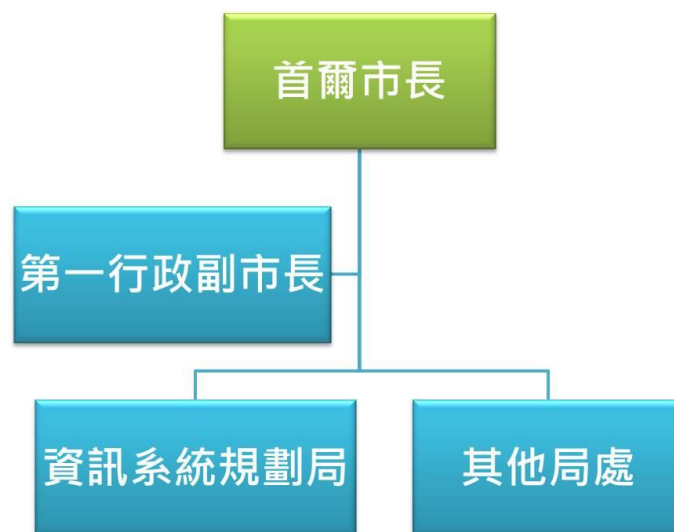 首爾市長
第一行政副市長
資訊系統規劃局
其他局處